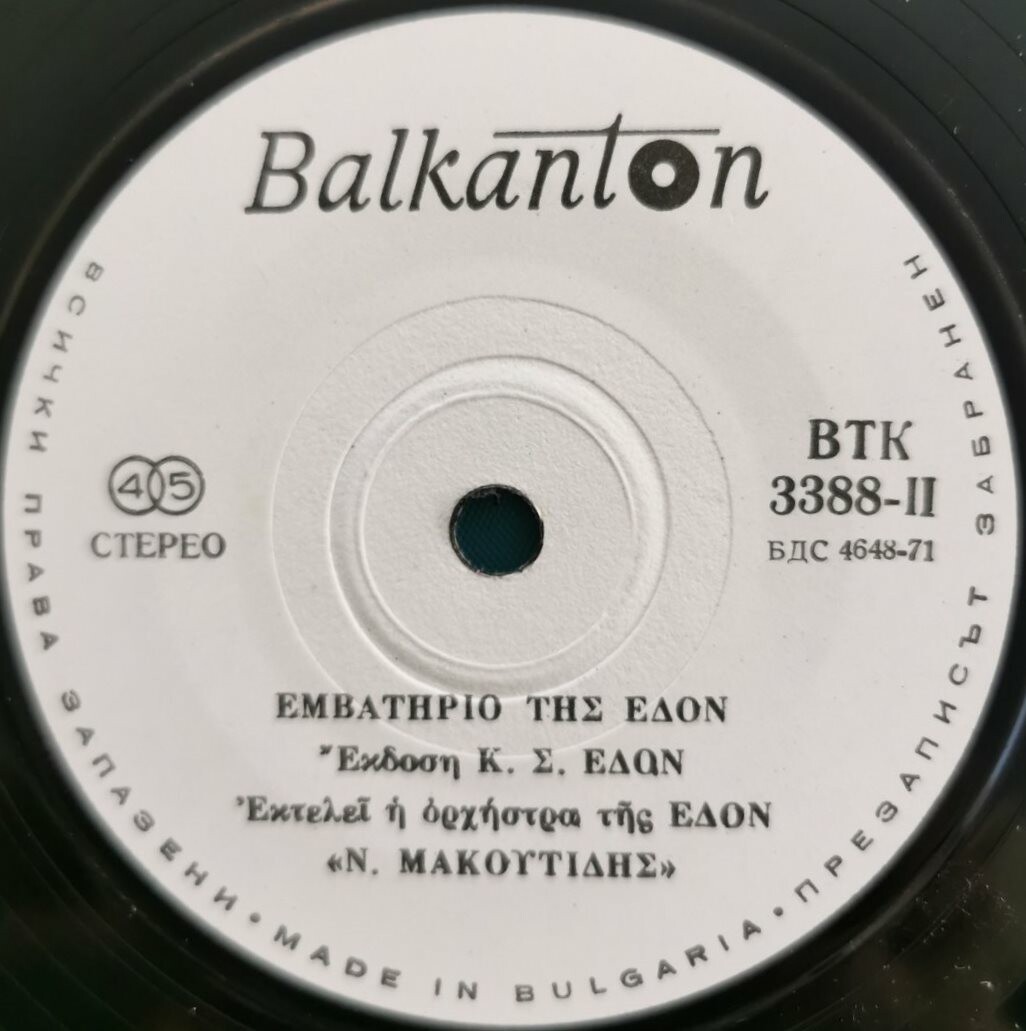 Balkanton
45
СТЕРЕО
ВТК
3388-II
БДС 4648-71
ΕΜΒΑΤΗΡΙΟ ΤΗΣ ΕΔΟΝ
Ἔκδοση Κ. Σ. ΕΔΩΝ
Ἐκτελεῖ ἡ ὀρχήστρα τῆς ΕΔΟΝ
«Ν. ΜΑΚΟΥΤΙΔΗΣ»
ВСИЧКИ ПРАВА ЗАПАЗЕНИ • MADE IN BULGARIA • ПРЕЗАПИСЪТ ЗАБРАНЕН